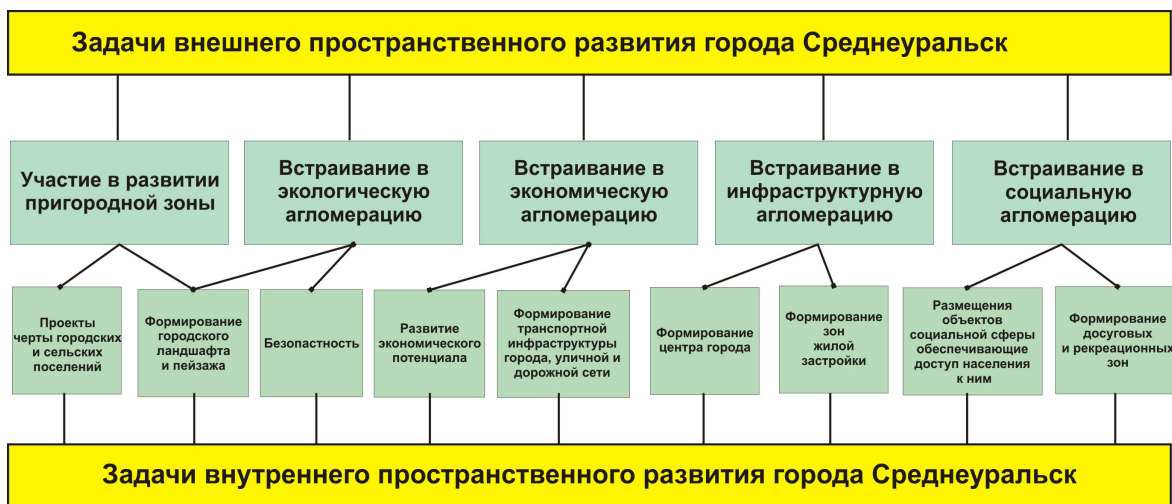 Задачи внешнего пространственного развития города Среднеуральск
Участие в развитии
пригородной зоны
Встраивание в
экологическую
агломерацию
Встраивание в
экономическую
агломерацию
Встраивание в
инфраструктурную
агломерацию
Встраивание в
социальную
агломерацию
Проекты
черты городских
и сельских
поселений
Формирование
городского
ландшафта
и пейзажа
Безопастность
Развитие
экономического
потенциала
Формирование
транспортной
инфраструктуры
города, уличной и
дорожной сети
Формирование
центра города
Формирование
зон
жилой
застройки
Размещения
объектов
социальной сферы
обеспечивающие
доступ населения
к ним
Формирование
досуговых
и рекреационных
зон
Задачи внутреннего пространственного развития города Среднеуральск